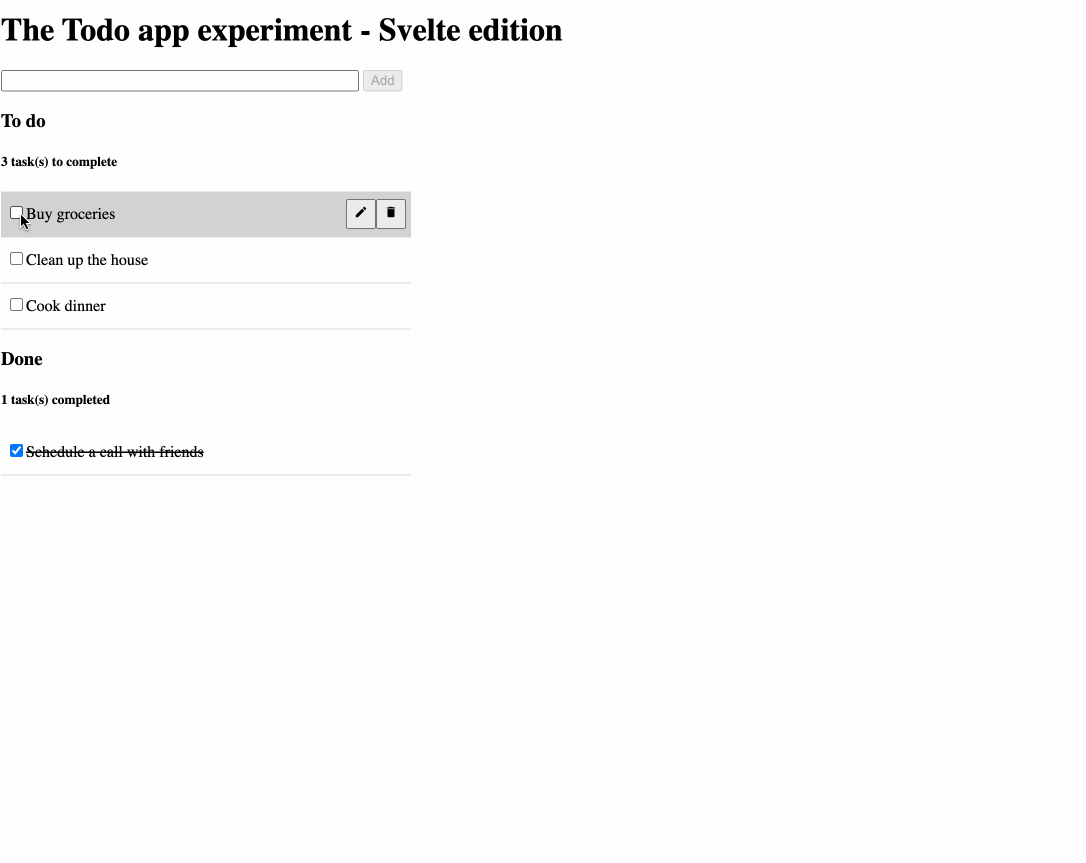 The Todo app experiment - Svelte edition
Add
To do
3 task(s) to complete
Buy groceries
Clean up the house
Cook dinner
Done
1 task(s) completed
Schedule a call with friends